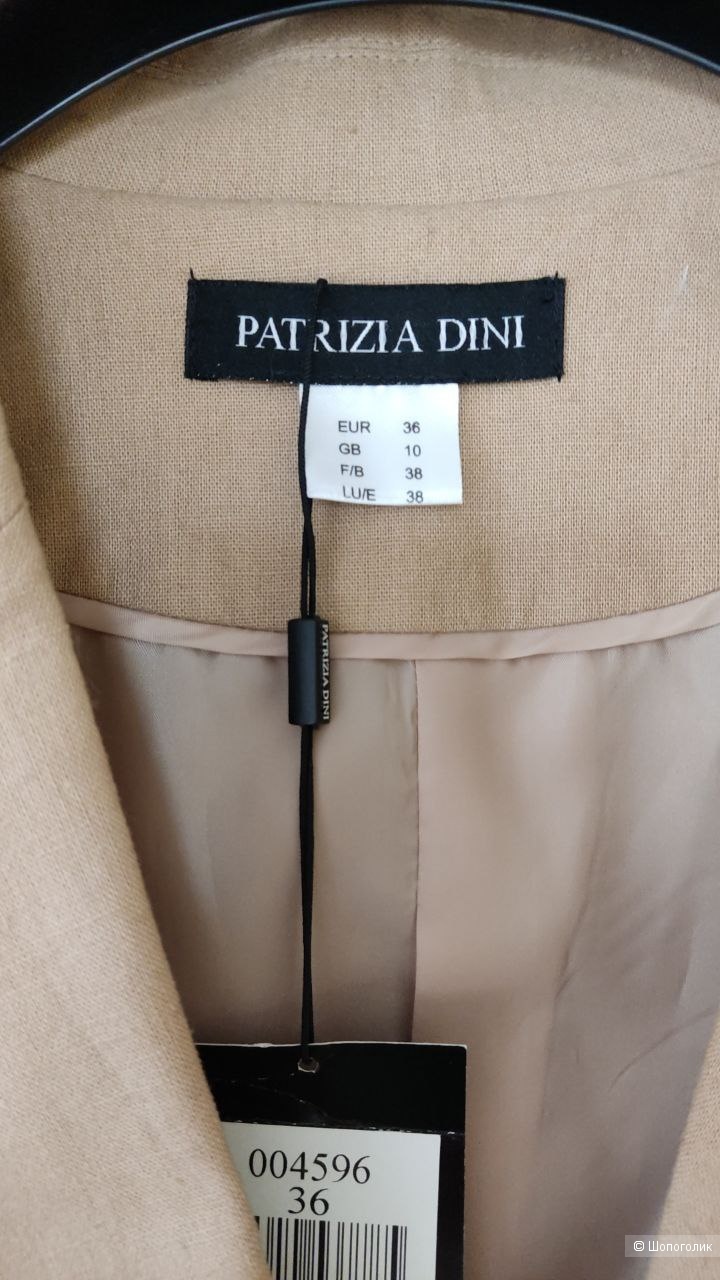 PATRIZIA DINI
EUR 36
GB 10
F/B 38
LU/E 38
PATRIZIA DINI
004596
36
© Шопоголик